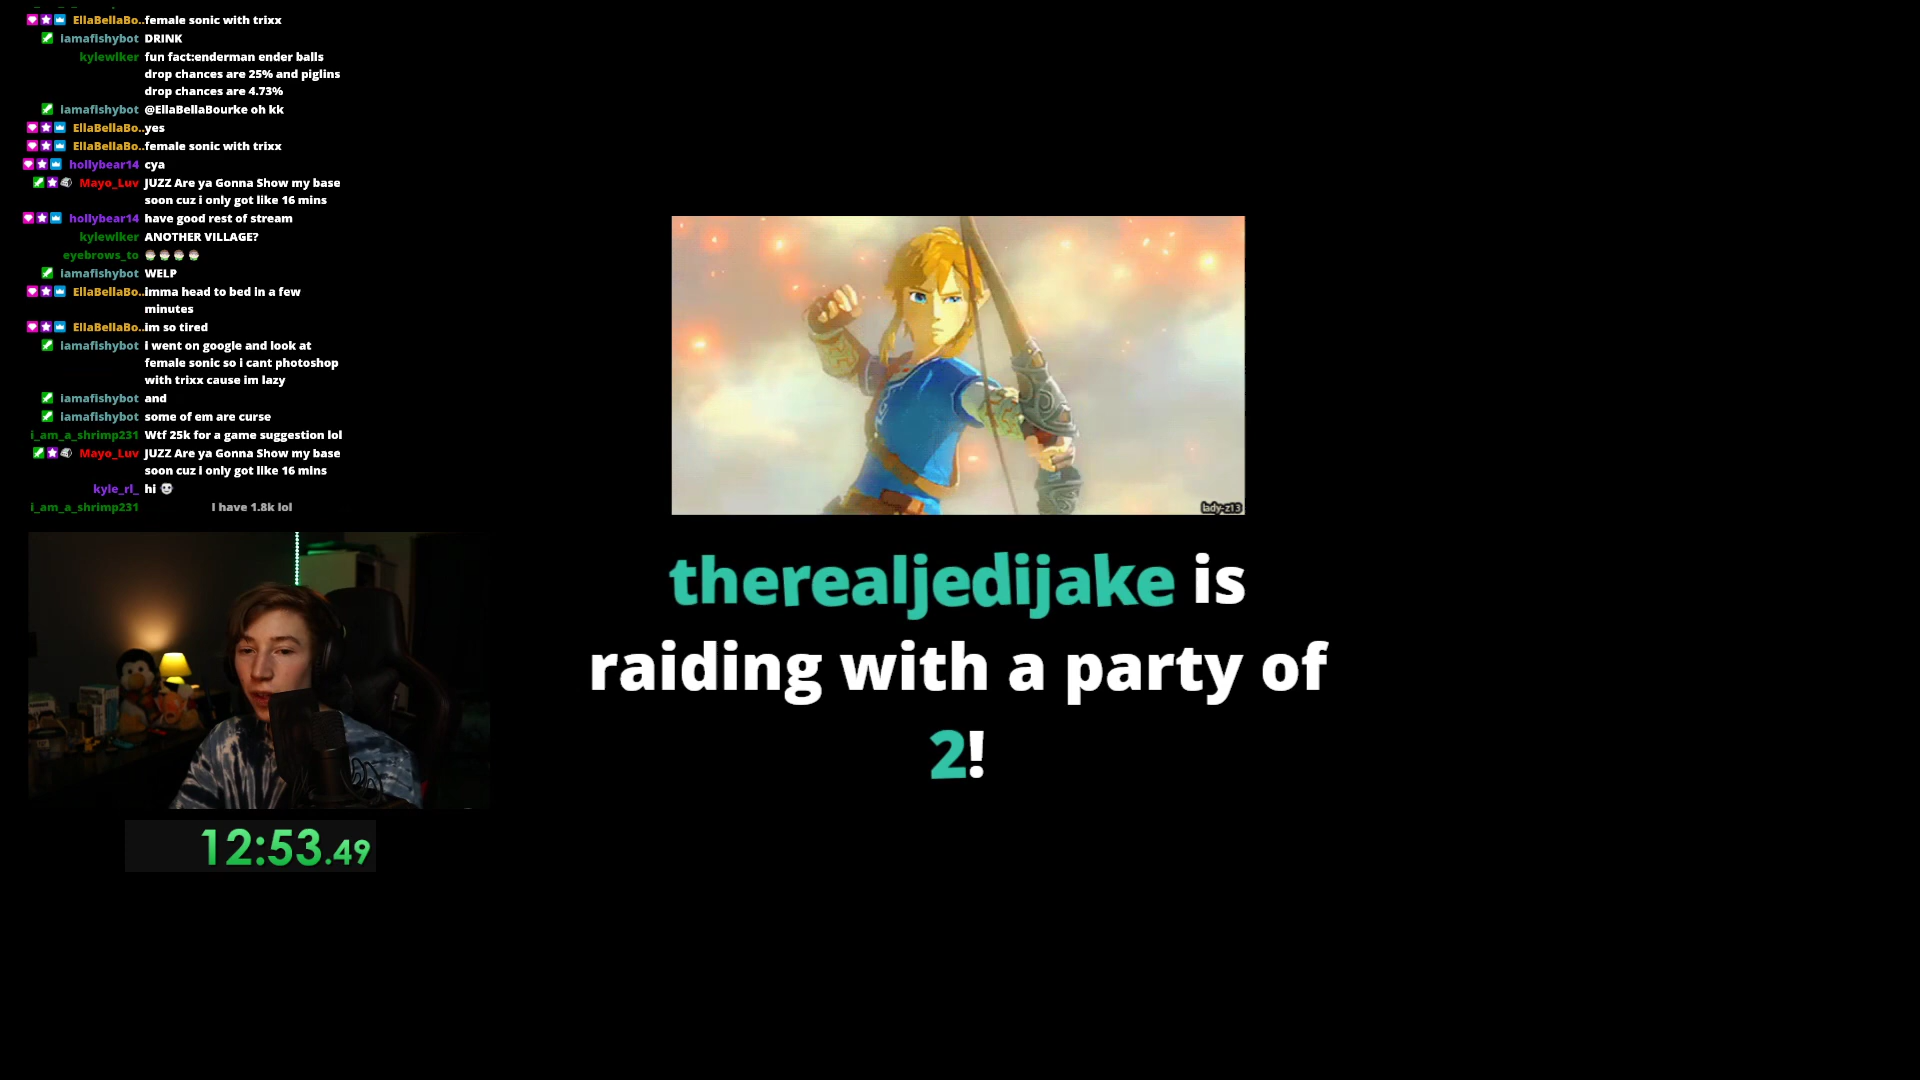 EllaBellaBo.. female sonic with trixx
iamafishybot DRINK
kylewlker fun fact:enderman ender balls
drop chances are 25% and piglins
drop chances are 4.73%
iamafishybot @EllaBellaBourke oh kk
EllaBellaBo.. yes
EllaBellaBo.. female sonic with trixx
hollybear14 cya
Mayo_Luv JUZZ Are ya Gonna Show my base
soon cuz i only got like 16 mins
hollybear14 have good rest of stream
kylewlker ANOTHER VILLAGE?
eyebrows_to
iamafishybot WELP
EllaBellaBo.. imma head to bed in a few
minutes
EllaBellaBo.. im so tired
iamafishybot i went on google and look at
female sonic so i cant photoshop
with trixx cause im lazy
iamafishybot and
iamafishybot some of em are curse
i_am_a_shrimp231 Wtf 25k for a game suggestion lol
Mayo_Luv JUZZ Are ya Gonna Show my base
soon cuz i only got like 16 mins
kyle_rl_ hi
i_am_a_shrimp231 I have 1.8k lol
lady-z13
therealjedijake is
raiding with a party of
2!
12:53.49